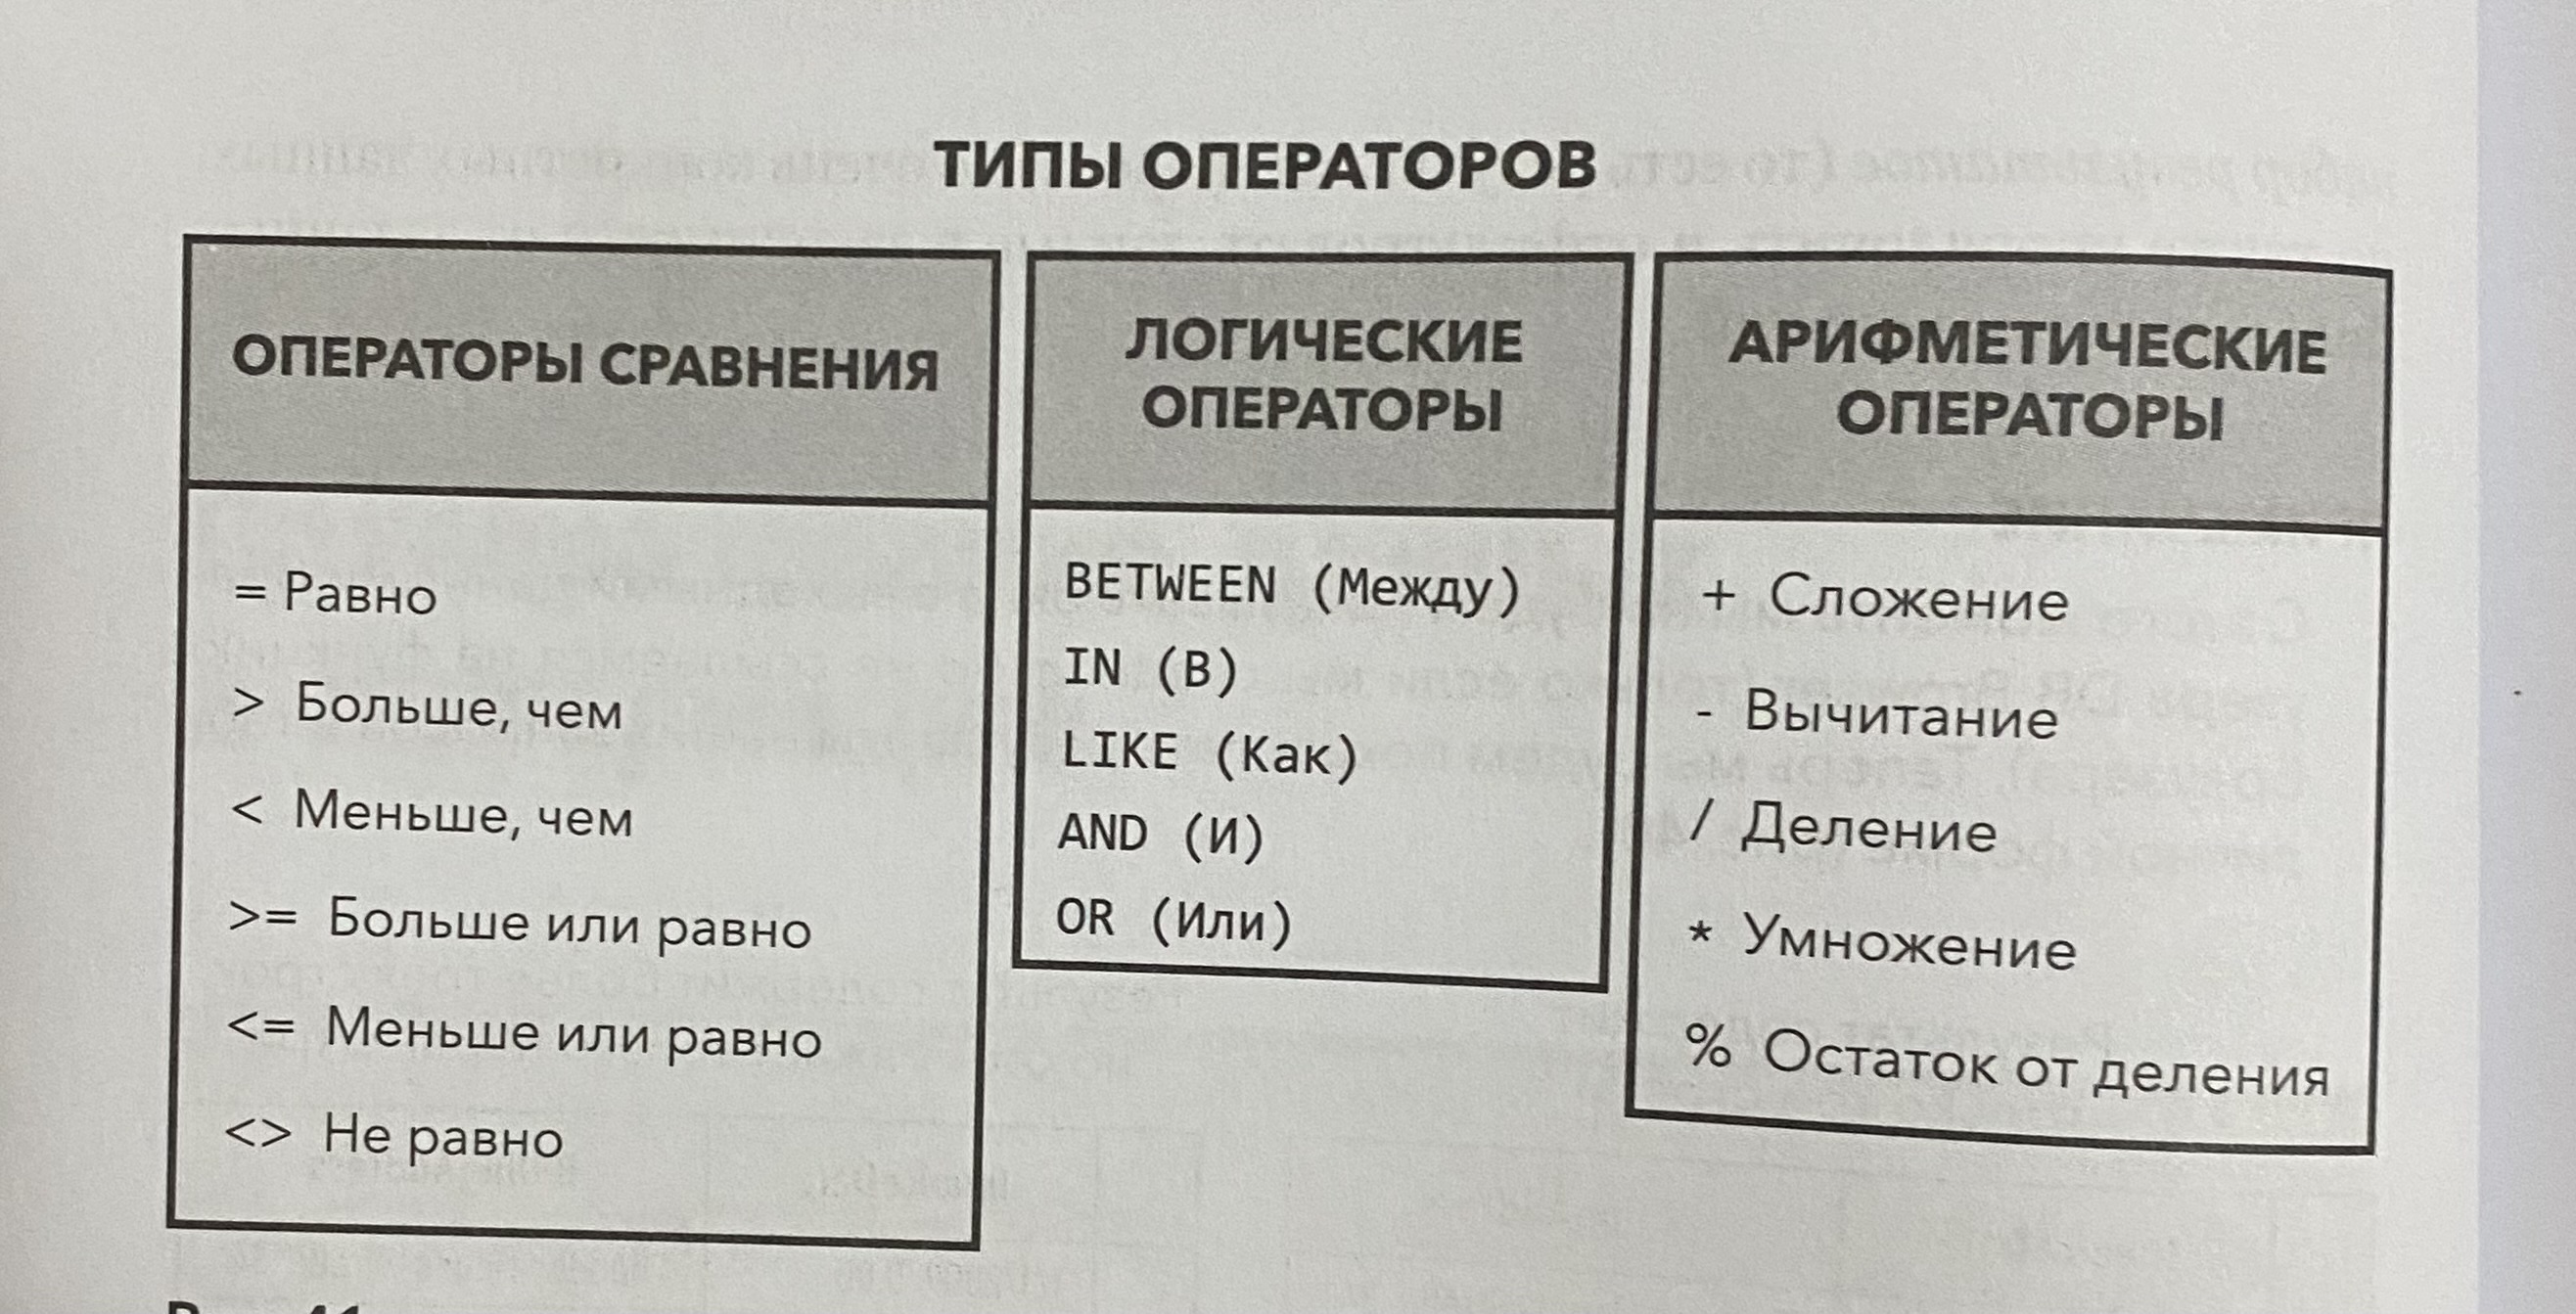 ТИПЫ ОПЕРАТОРОВ
ОПЕРАТОРЫ СРАВНЕНИЯ
= Равно
> Больше, чем
< Меньше, чем
>= Больше или равно
<= Меньше или равно
<> Не равно
ЛОГИЧЕСКИЕ
ОПЕРАТОРЫ
BETWEEN (Между)
IN (В)
LIKE (Как)
AND (И)
OR (Или)
АРИФМЕТИЧЕСКИЕ
ОПЕРАТОРЫ
+ Сложение
- Вычитание
/ Деление
* Умножение
% Остаток от деления